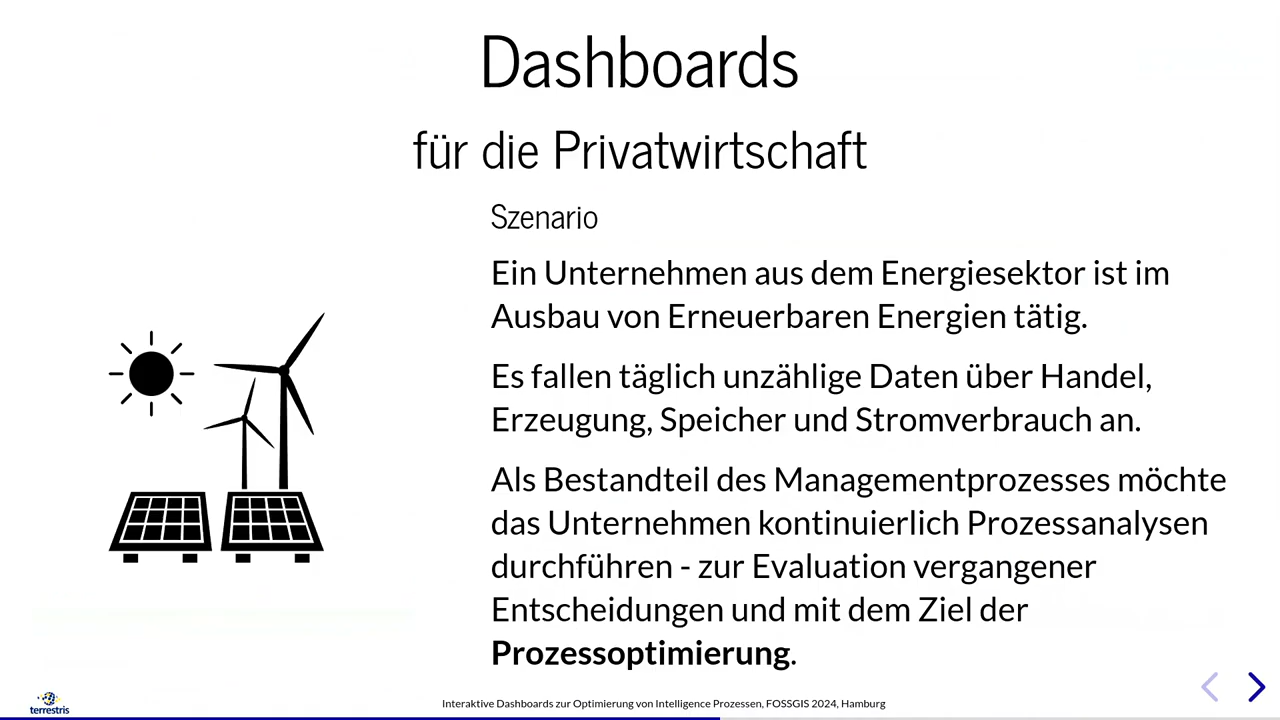 Dashboards
für die Privatwirtschaft
Szenario
Ein Unternehmen aus dem Energiesektor ist im
Ausbau von Erneuerbaren Energien tätig.
Es fallen täglich unzählige Daten über Handel,
Erzeugung, Speicher und Stromverbrauch an.
Als Bestandteil des Managementprozesses möchte
das Unternehmen kontinuierlich Prozessanalysen
durchführen - zur Evaluation vergangener
Entscheidungen und mit dem Ziel der
Prozessoptimierung.
terrestris
Interaktive Dashboards zur Optimierung von Intelligence Prozessen, FOSSGIS 2024, Hamburg